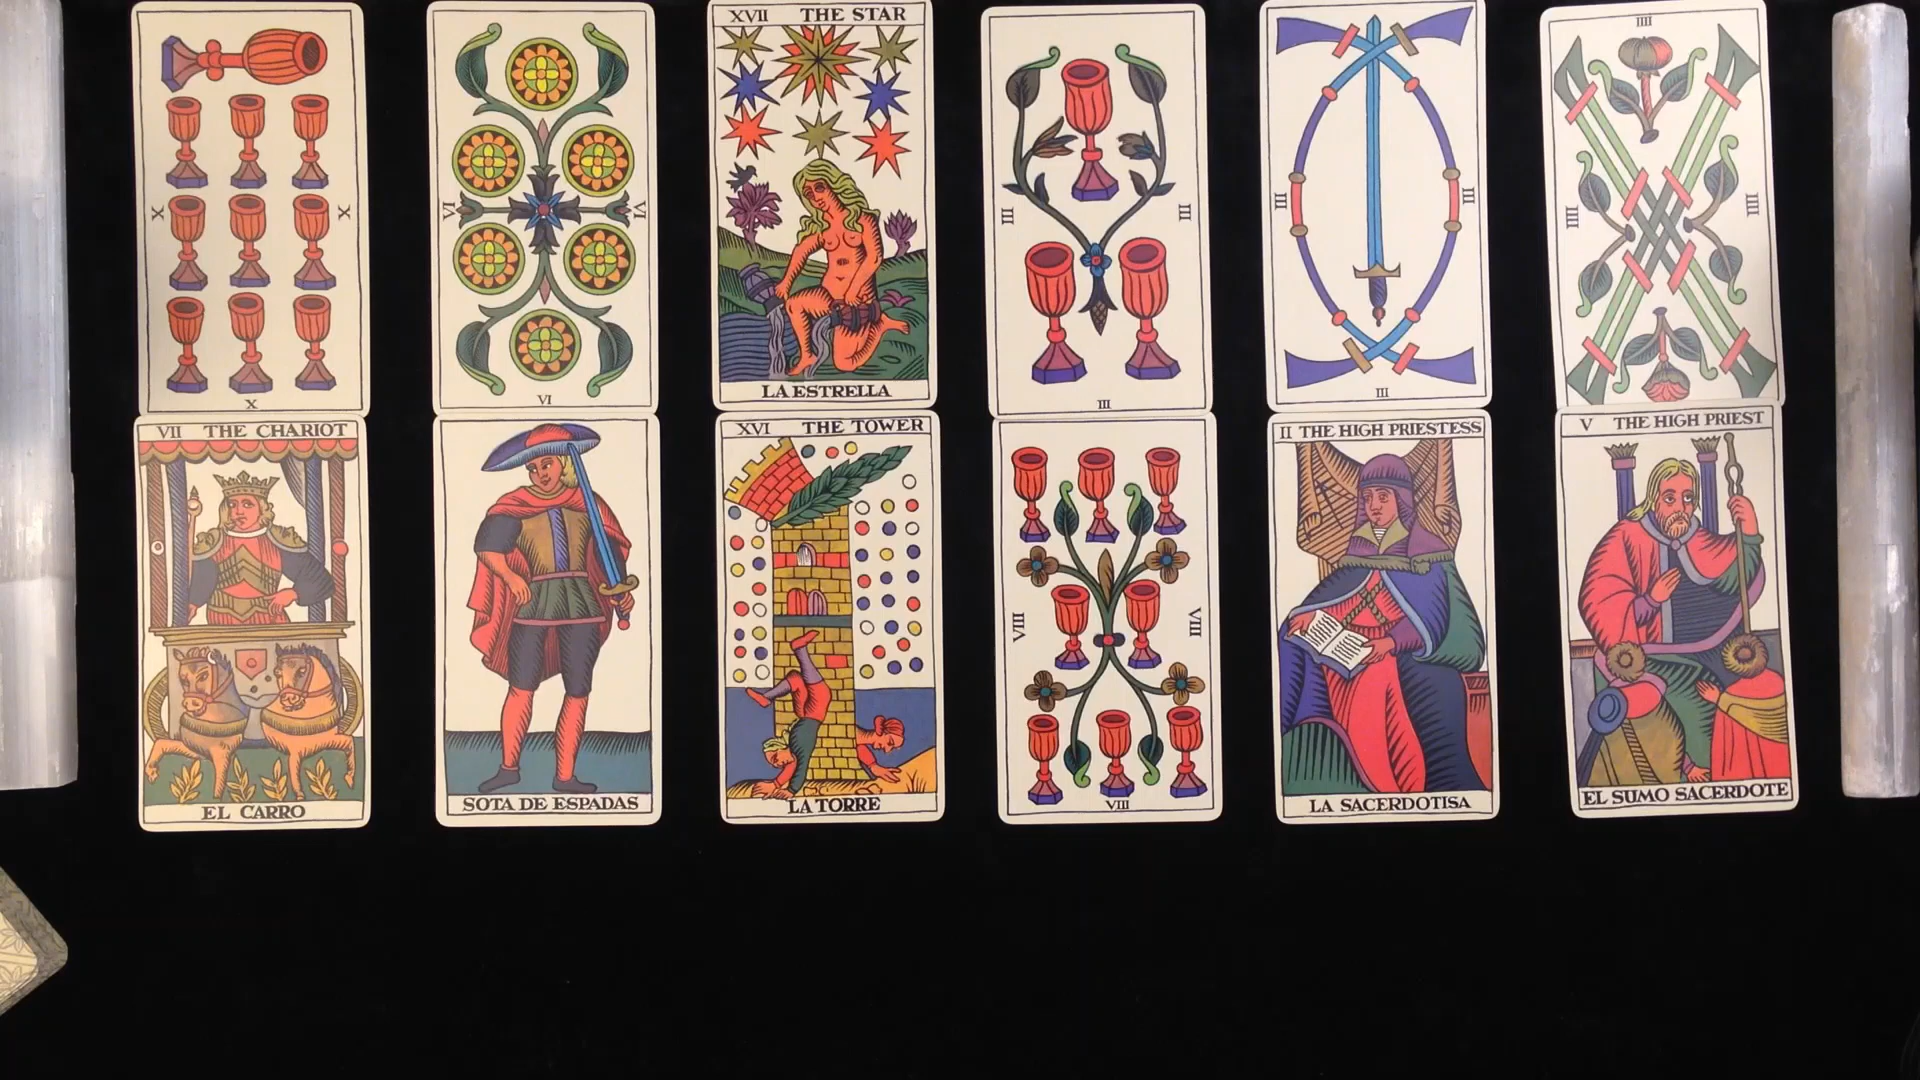 X
X
X
VI
VI
VI
XVII THE STAR
LA ESTRELLA
III
III
III
III
III
III
IIII
IIII
IIII
VII THE CHARIOT
EL CARRO
SOTA DE ESPADAS
XVI THE TOWER
LA TORRE
VIII
VIII
VIII
II THE HIGH PRIESTESS
LA SACERDOTISA
V THE HIGH PRIEST
EL SUMO SACERDOTE